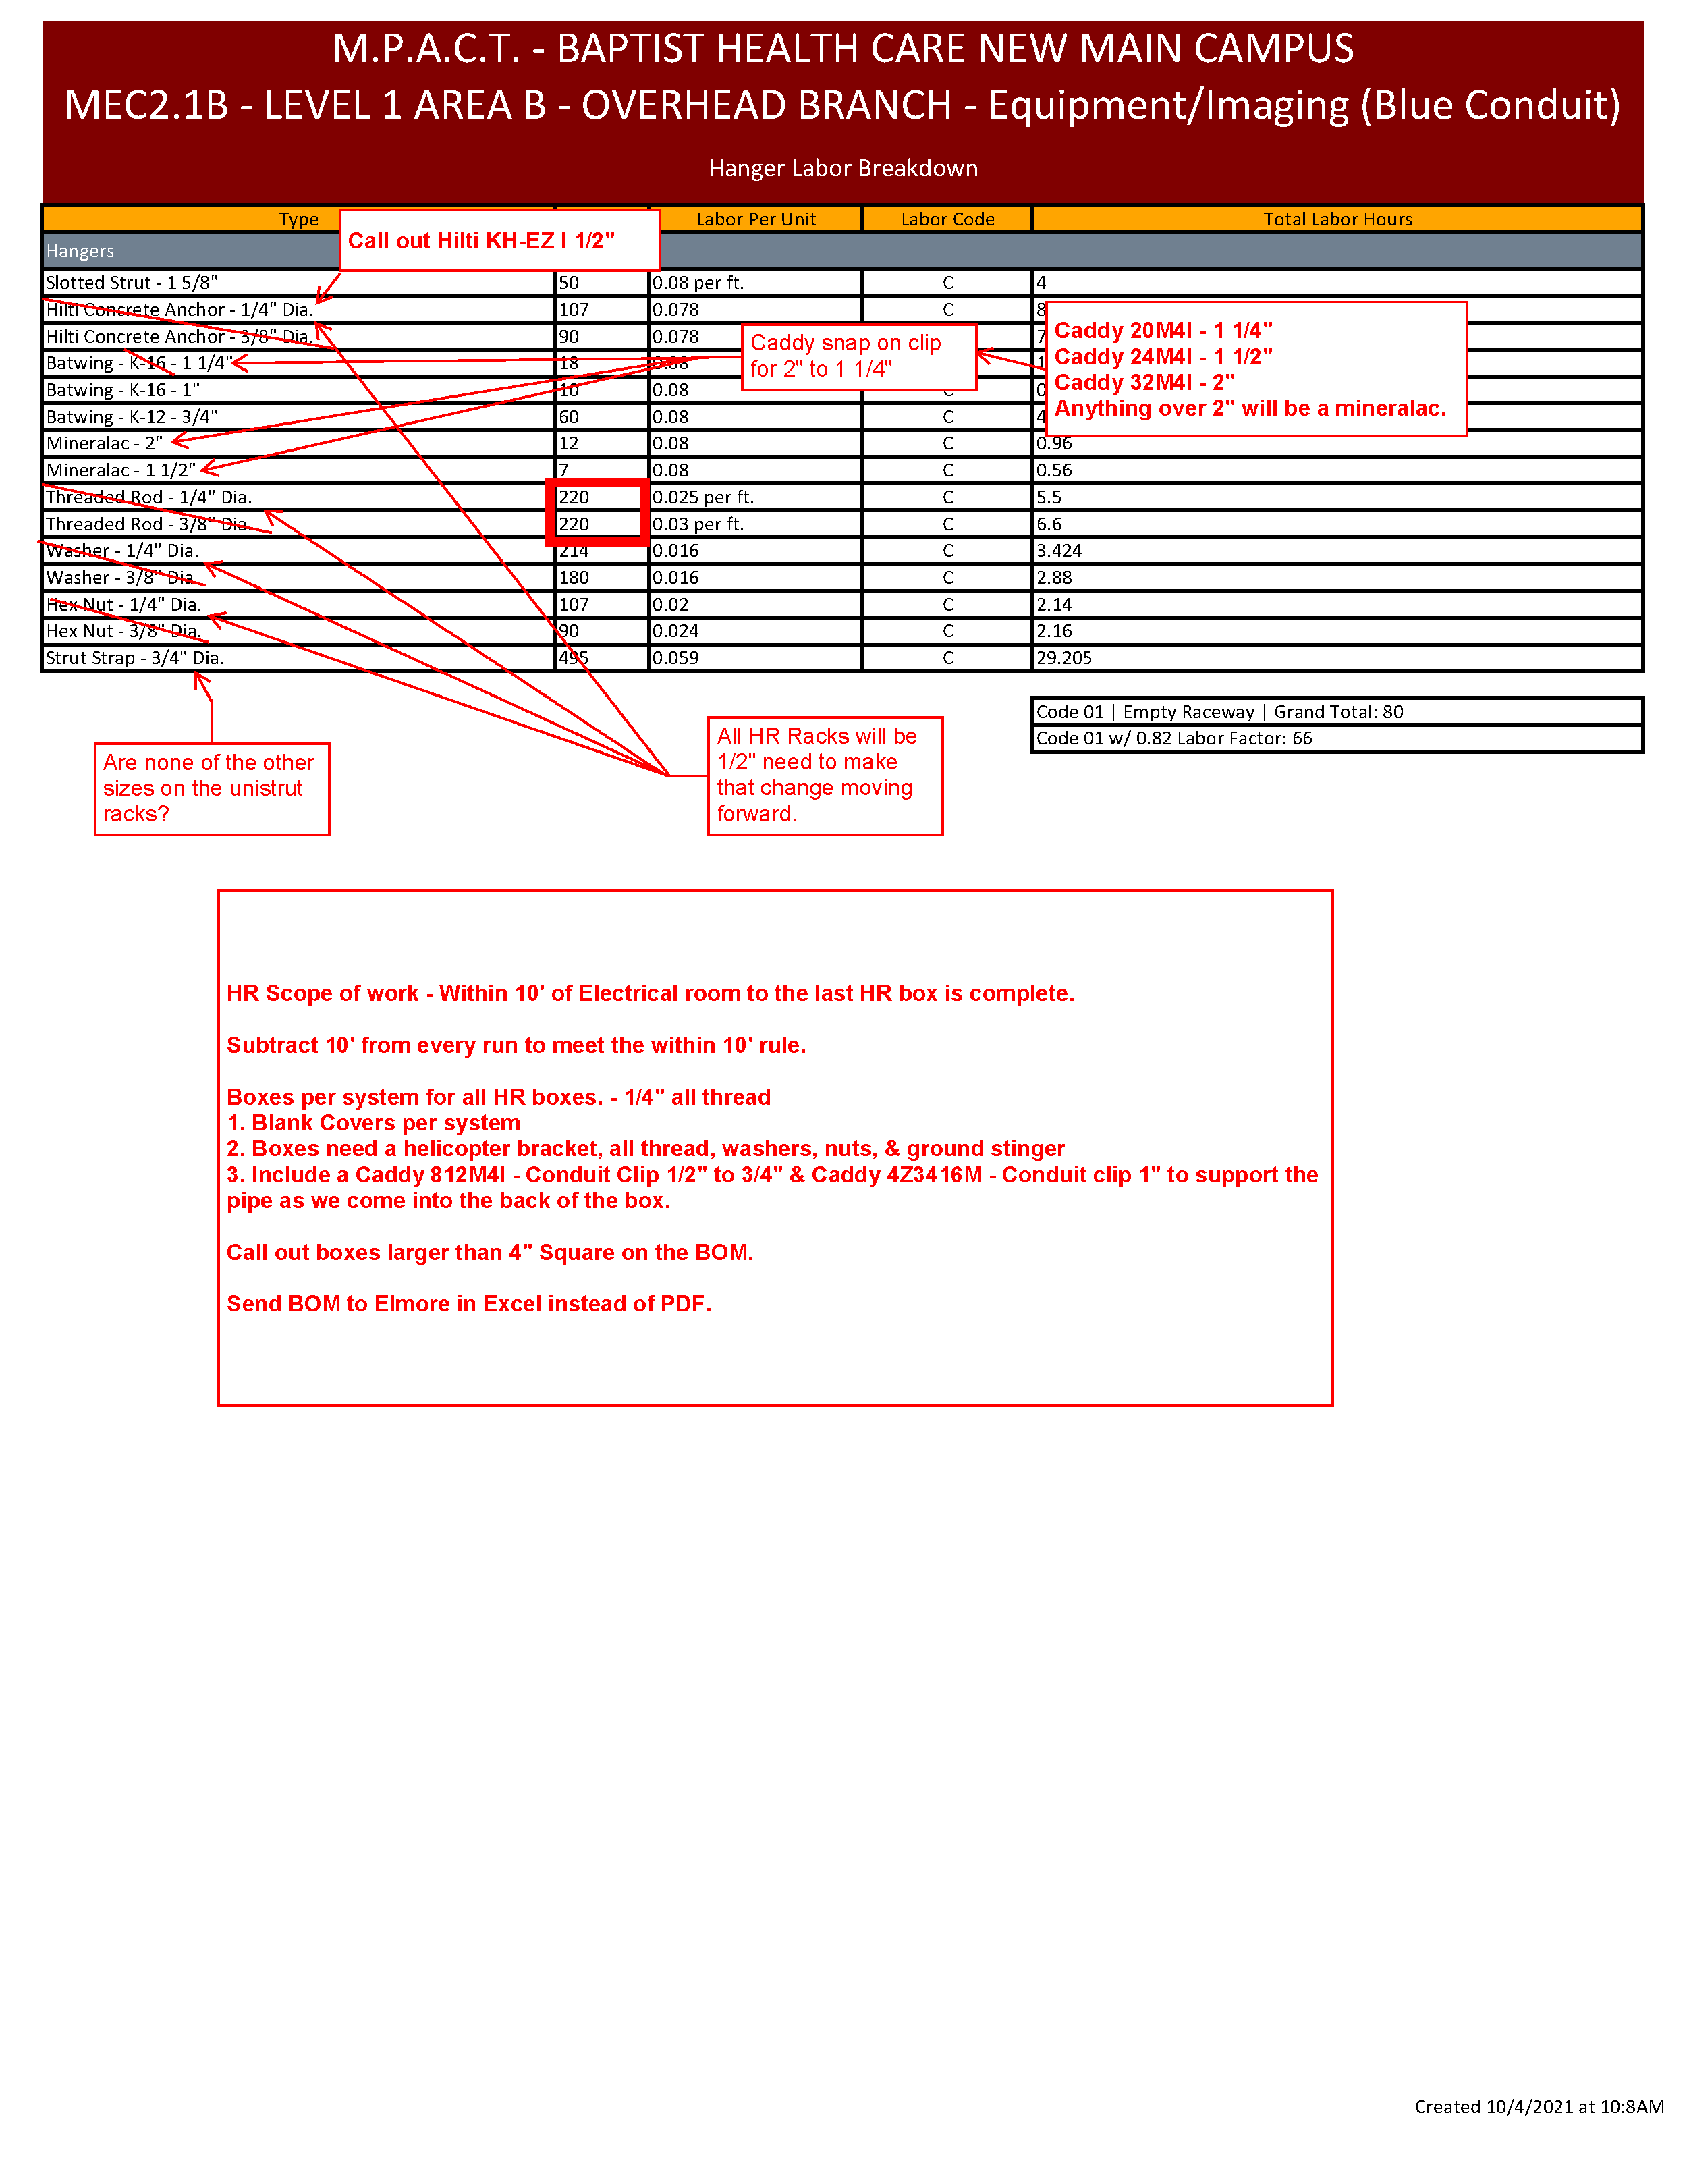 M.P.A.C.T. - BAPTIST HEALTH CARE NEW MAIN CAMPUS
MEC2.1B - LEVEL 1 AREA B - OVERHEAD BRANCH - Equipment/Imaging (Blue Conduit)
Hanger Labor Breakdown
Type Labor Per Unit Labor Code Total Labor Hours
Call out Hilti KH-EZ I 1/2"
Hangers
Slotted Strut - 1 5/8" 50 0.08 per ft. C 4
Hilti Concrete Anchor - 1/4" Dia. 107 0.078 C 8
Hilti Concrete Anchor - 3/8" Dia. 90 0.078 7
Batwing - K-16 - 1 1/4" 18 0.08 1
Batwing - K-16 - 1" 10 0.08 C 0
Batwing - K-12 - 3/4" 60 0.08 C 4
Caddy snap on clip
for 2" to 1 1/4"
Caddy 20M4I - 1 1/4"
Caddy 24M4I - 1 1/2"
Caddy 32M4I - 2"
Anything over 2" will be a mineralac.
Mineralac - 2" 12 0.08 C 0.96
Mineralac - 1 1/2" 7 0.08 C 0.56
Threaded Rod - 1/4" Dia. 220 0.025 per ft. C 5.5
Threaded Rod - 3/8" Dia. 220 0.03 per ft. C 6.6
Washer - 1/4" Dia. 214 0.016 C 3.424
Washer - 3/8" Dia. 180 0.016 C 2.88
Hex Nut - 1/4" Dia. 107 0.02 C 2.14
Hex Nut - 3/8" Dia. 90 0.024 C 2.16
Strut Strap - 3/4" Dia. 495 0.059 C 29.205
Code 01 | Empty Raceway | Grand Total: 80
Code 01 w/ 0.82 Labor Factor: 66
Are none of the other
sizes on the unistrut
racks?
All HR Racks will be
1/2" need to make
that change moving
forward.
HR Scope of work - Within 10' of Electrical room to the last HR box is complete.
Subtract 10' from every run to meet the within 10' rule.
Boxes per system for all HR boxes. - 1/4" all thread
1. Blank Covers per system
2. Boxes need a helicopter bracket, all thread, washers, nuts, & ground stinger
3. Include a Caddy 812M4I - Conduit Clip 1/2" to 3/4" & Caddy 4Z3416M - Conduit clip 1" to support the
pipe as we come into the back of the box.
Call out boxes larger than 4" Square on the BOM.
Send BOM to Elmore in Excel instead of PDF.
Created 10/4/2021 at 10:8AM